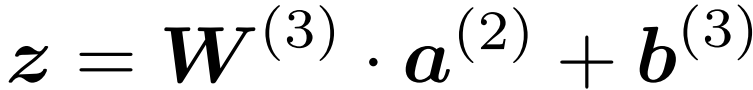 z = W^(3) · a^(2) + b^(3)